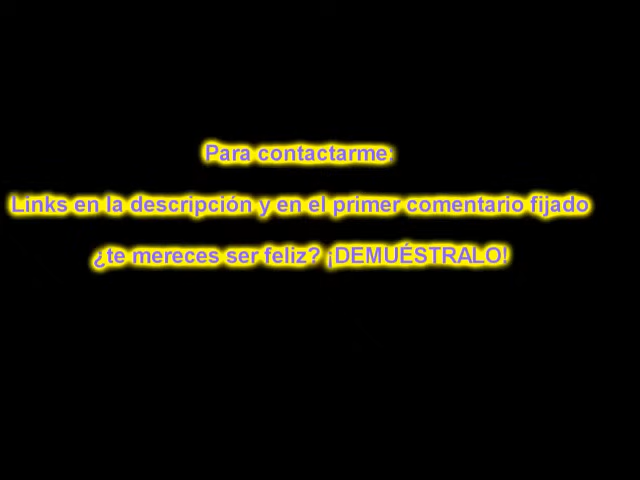 Para contactarme
Links en la descripción y en el primer comentario fijado
¿te mereces ser feliz? ¡DEMUÉSTRALO!